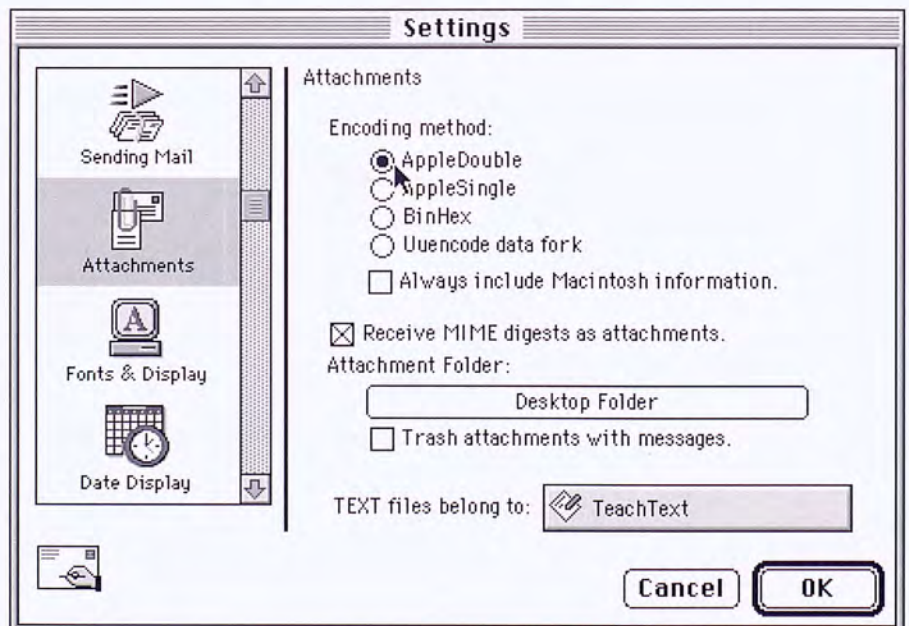 Settings
Sending Mail
Attachments
Fonts & Display
Date Display
Attachments
Encoding method:
AppleDouble
AppleSingle
BinHex
Uuencode data fork
Always include Macintosh information.
Receive MIME digests as attachments.
Attachment Folder:
Desktop Folder
Trash attachments with messages.
TEXT files belong to: TeachText
Cancel OK